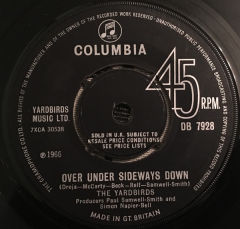 COLUMBIA
YARDBIRDS
MUSIC LTD.
7XCA 30538
SOLD IN U.K. SUBJECT TO
RESALE PRICE CONDITIONS
SEE PRICE LISTS
45 R.P.M.
DB 7928
℗1966
OVER UNDER SIDEWAYS DOWN
(Dreja-McCarty-Beck-Relf-Samwell-Smith)
THE YARDBIRDS
Producers Paul Samwell-Smith and
Simon Napier-Bell
MADE IN GT. BRITAIN